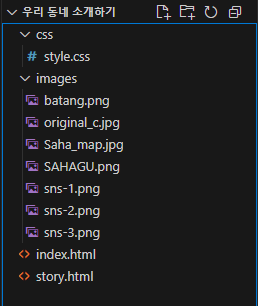 우리 동네 소개하기
css
# style.css
images
batang.png
original_c.jpg
Saha_map.jpg
SAHAGU.png
sns-1.png
sns-2.png
sns-3.png
index.html
story.html